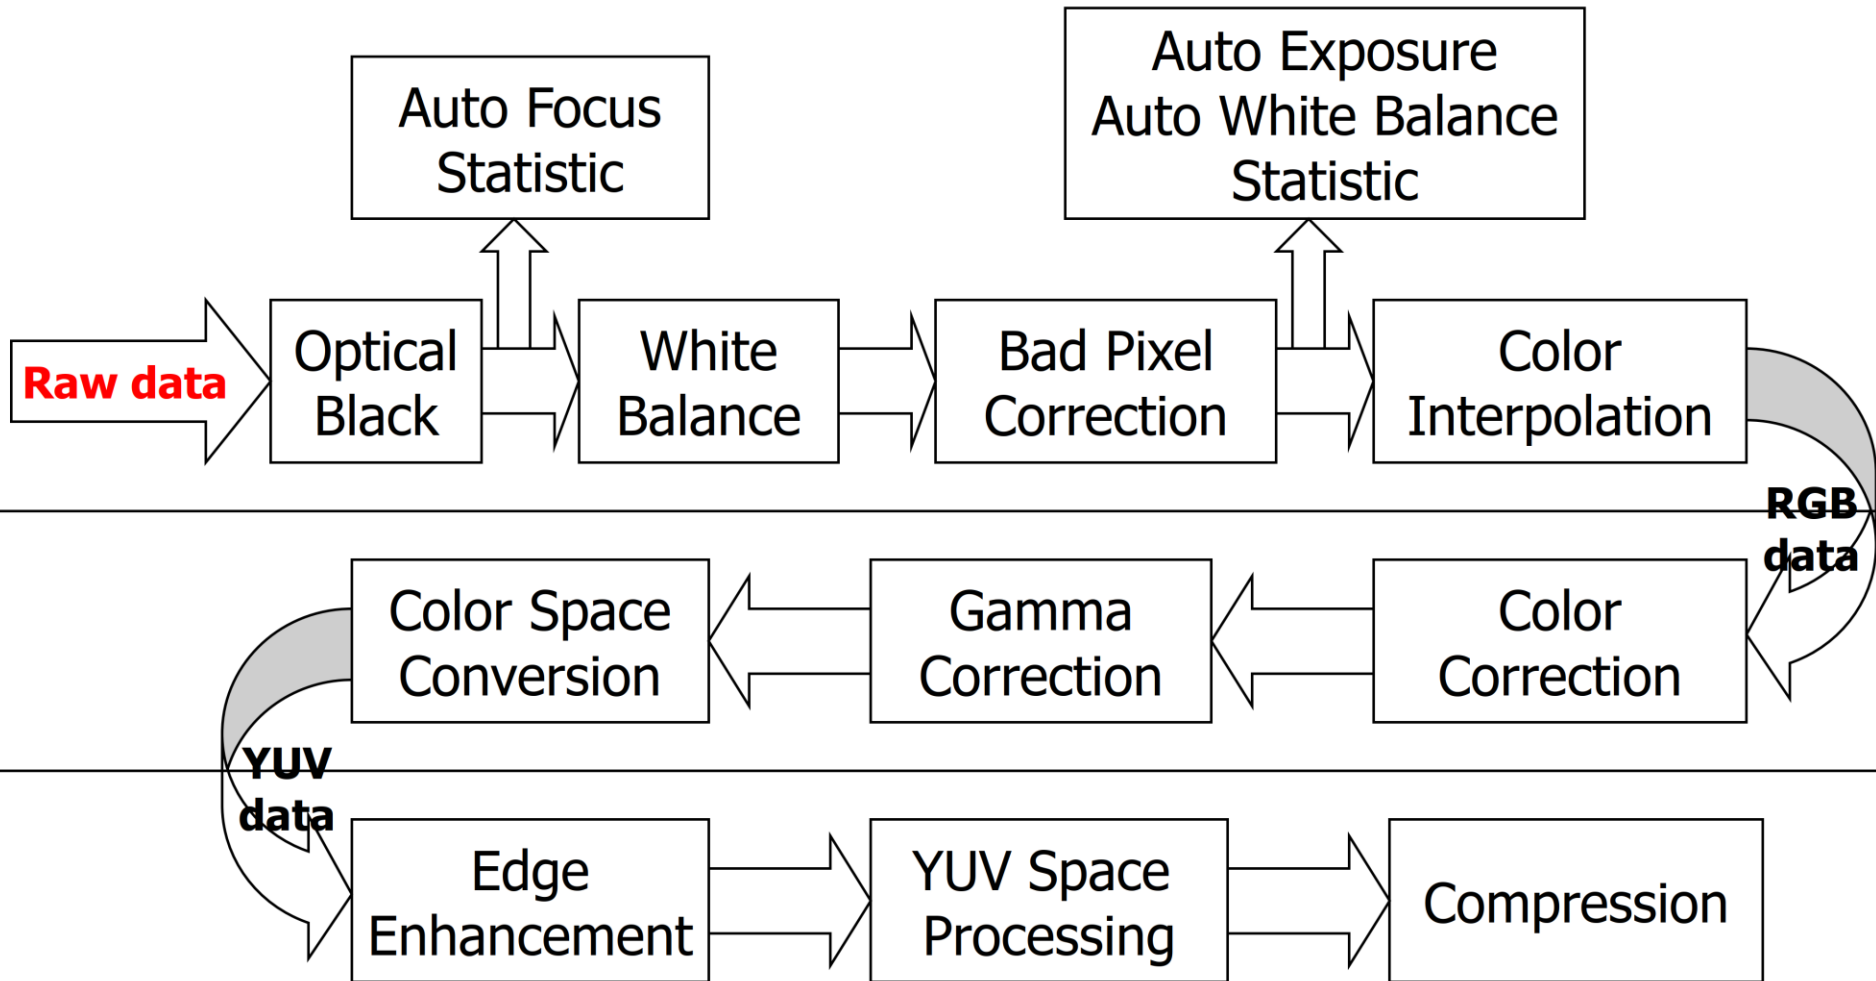 Auto Focus
Statistic
Auto Exposure
Auto White Balance
Statistic
Raw data
Optical
Black
White
Balance
Bad Pixel
Correction
Color
Interpolation
RGB
data
Color
Correction
Gamma
Correction
Color Space
Conversion
YUV
data
Edge
Enhancement
YUV Space
Processing
Compression